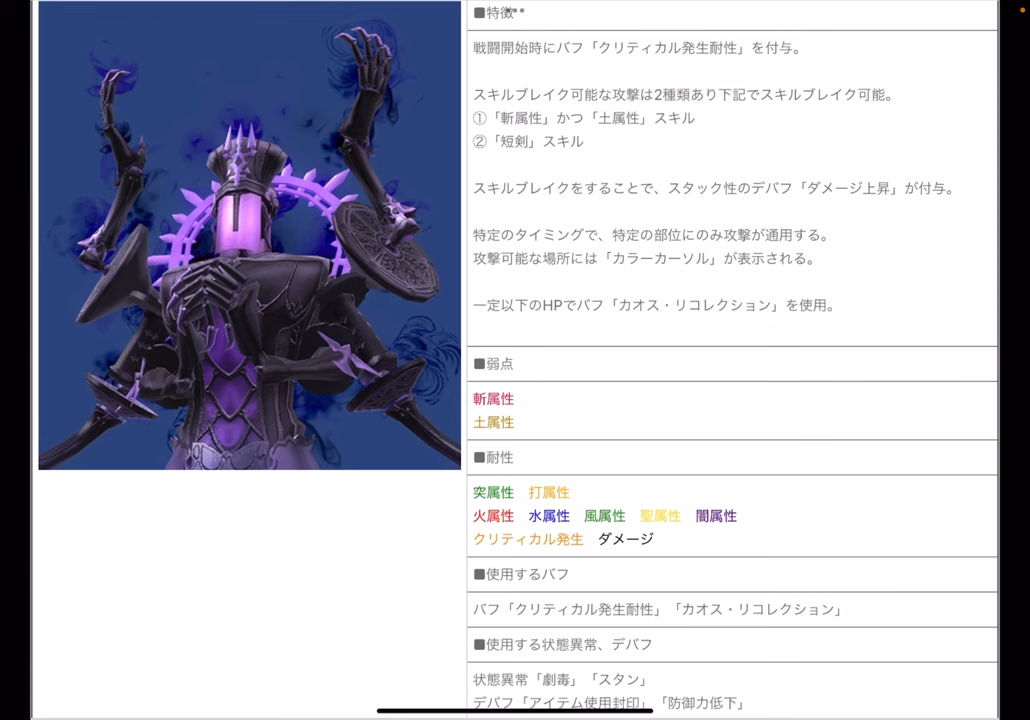 ■特徴
戦闘開始時にバフ「クリティカル発生耐性」を付与。
スキルブレイク可能な攻撃は2種類あり下記でスキルブレイク可能。
①「斬属性」かつ「土属性」スキル
②「短剣」スキル
スキルブレイクをすることで、スタック性のデバフ「ダメージ上昇」が付与。
特定のタイミングで、特定の部位にのみ攻撃が通用する。
攻撃可能な場所には「カラーカーソル」が表示される。
一定以下のHPでバフ「カオス・リコレクション」を使用。
■弱点
斬属性
土属性
■耐性
突属性 打属性
火属性 水属性 風属性 聖属性 闇属性
クリティカル発生 ダメージ
■使用するバフ
バフ「クリティカル発生耐性」「カオス・リコレクション」
■使用する状態異常、デバフ
状態異常「劇毒」「スタン」
デバフ「アイテム使用封印」「防御力低下」